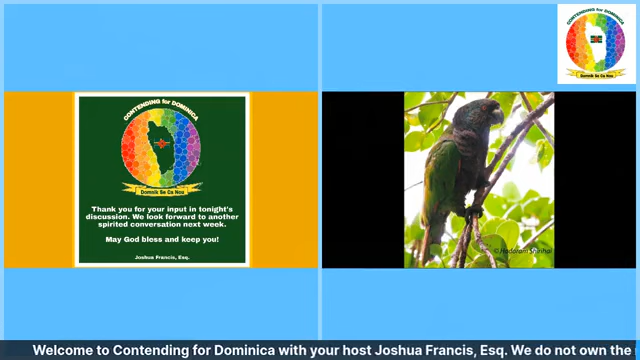 CONTENDING for DOMINICA
Domnik Se Ca Nou
Thank you for your input in tonight's
discussion. We look forward to another
spirited conversation next week.
May God bless and keep you!
Joshua Francis, Esq.
CONTENDING for DOMINICA
Domnik Se Ca Nou
©Hadoram Shirihai
Welcome to Contending for Dominica with your host Joshua Francis, Esq. We do not own the